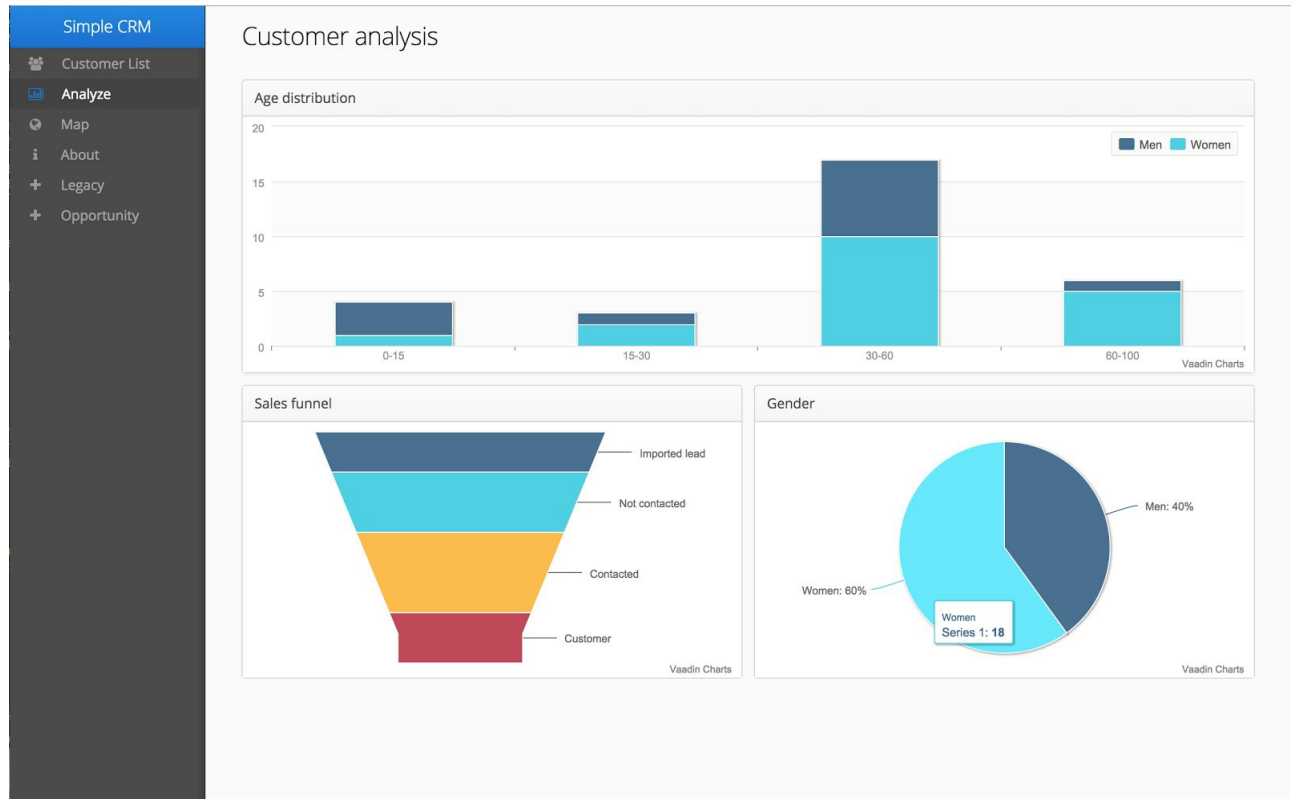 Simple CRM
Customer List
Analyze
Map
About
Legacy
Opportunity
Customer analysis
Age distribution
20
15
10
5
0
Men Women
0-15 15-30 30-60 60-100
Vaadin Charts
Sales funnel
Imported lead
Not contacted
Contacted
Customer
Vaadin Charts
Gender
Men: 40%
Women: 60%
Women
Series 1: 18
Vaadin Charts